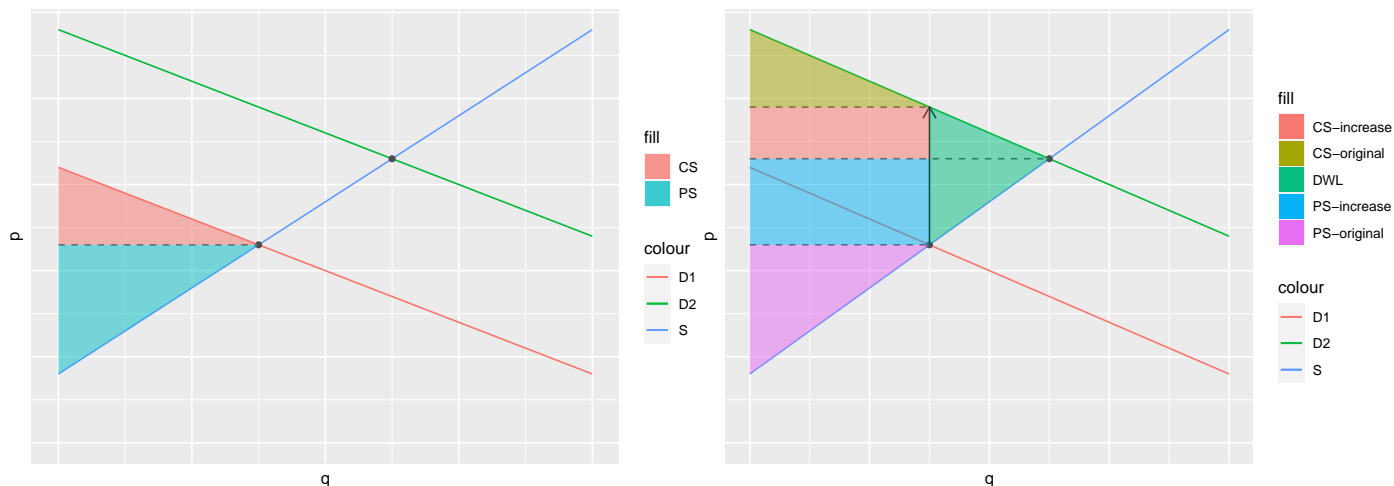 p
q
fill
CS
PS
colour
D1
D2
S
p
q
fill
CS−increase
CS−original
DWL
PS−increase
PS−original
colour
D1
D2
S